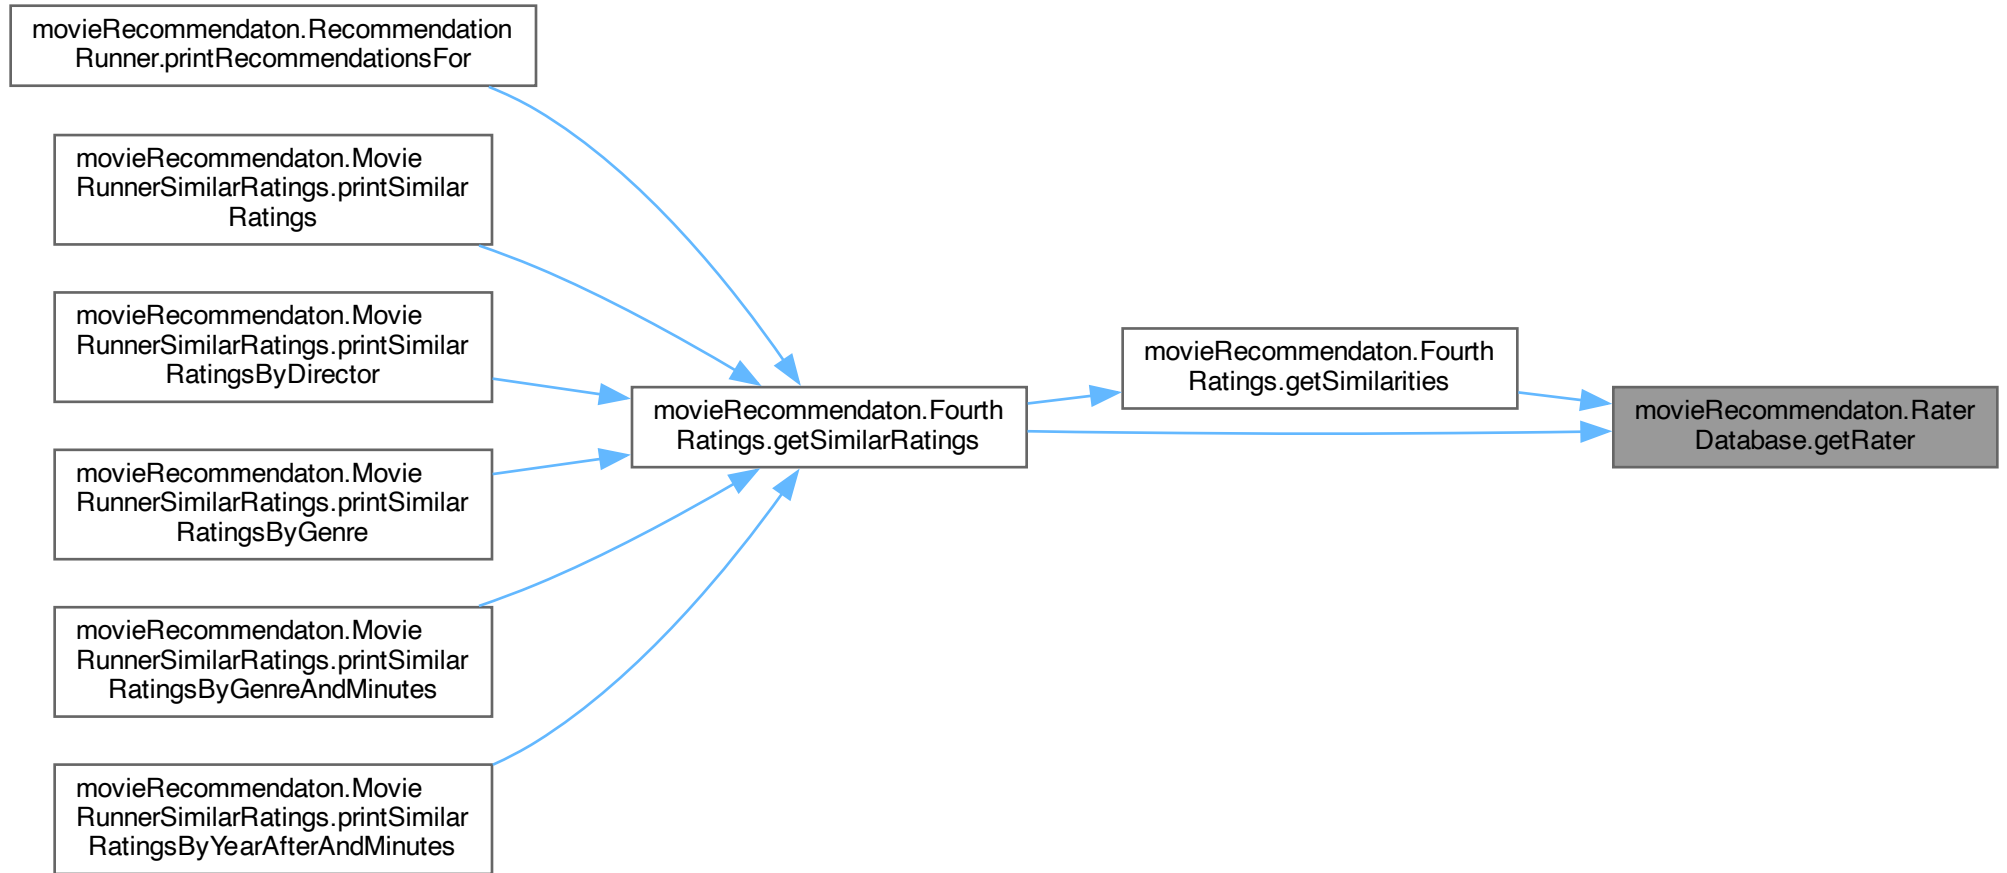 movieRecommendaton.Recommendation
Runner.printRecommendationsFor
movieRecommendaton.Movie
RunnerSimilarRatings.printSimilar
Ratings
movieRecommendaton.Movie
RunnerSimilarRatings.printSimilar
RatingsByDirector
movieRecommendaton.Movie
RunnerSimilarRatings.printSimilar
RatingsByGenre
movieRecommendaton.Movie
RunnerSimilarRatings.printSimilar
RatingsByGenreAndMinutes
movieRecommendaton.Movie
RunnerSimilarRatings.printSimilar
RatingsByYearAfterAndMinutes
movieRecommendaton.Fourth
Ratings.getSimilarRatings
movieRecommendaton.Fourth
Ratings.getSimilarities
movieRecommendaton.Rater
Database.getRater